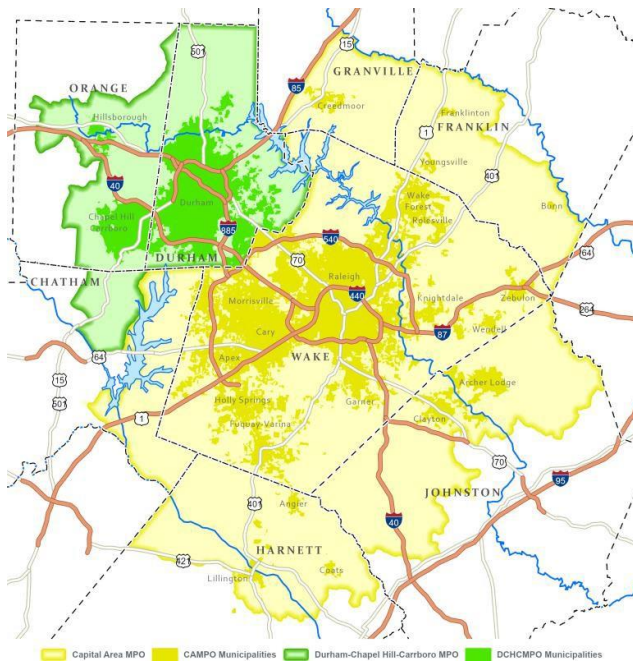 501
15
GRANVILLE
ORANGE
85
Creedmoor
Hillsborough
Franklinton
1
FRANKLIN
Youngsville
401
40
Wake
Forest
Rolesville
Durham
Bunn
Chapel Hill
Carrboro
885
540
DURHAM
70
64
CHATHAM
Raleigh
440
Morrisville
Knightdale
Zebulon
264
87
Wendell
Cary
WAKE
64
Apex
15
501
Archer Lodge
Holly Springs
Garner
1
Clayton
Fuquay-Varina
70
95
JOHNSTON
401
Angier
40
HARNETT
421
Lillington
Coats
Capital Area MPO
CAMPO Municipalities
Durham-Chapel Hill-Carrboro MPO
DCHCMPO Municipalities